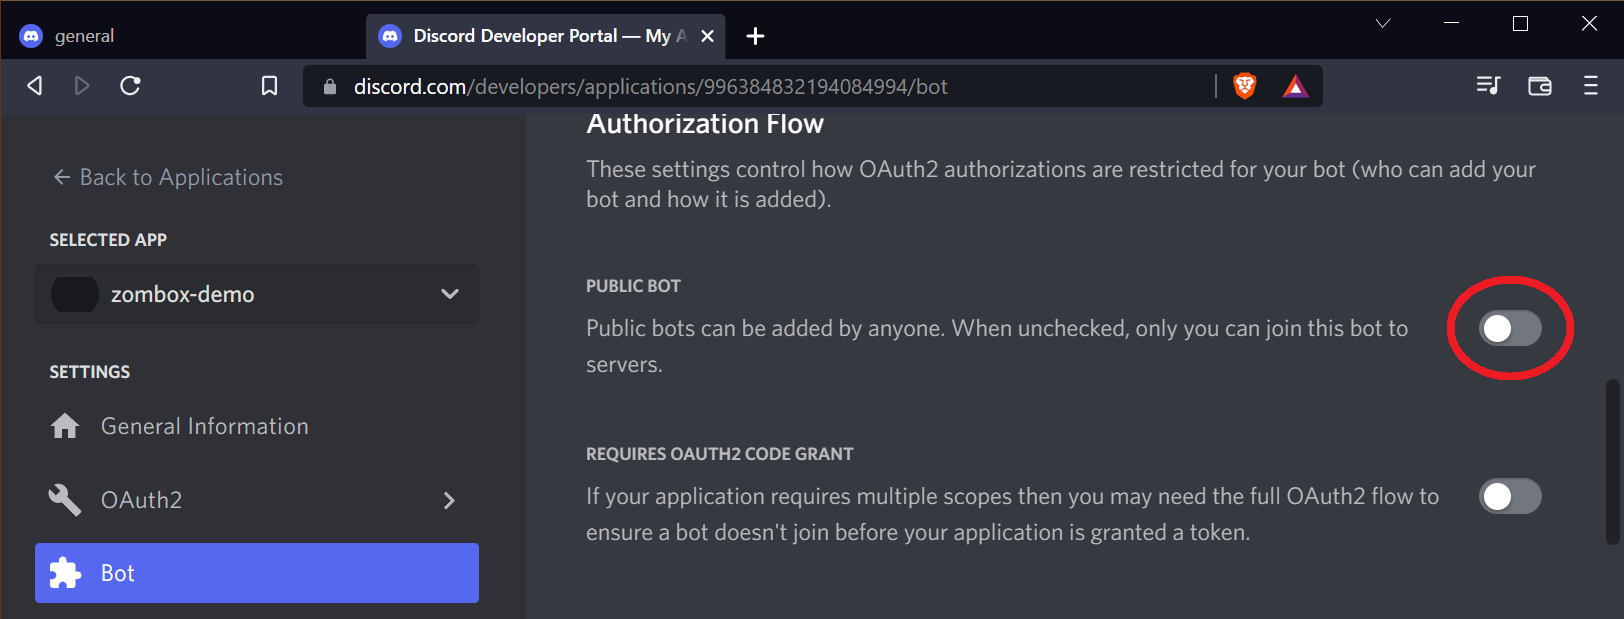 general
Discord Developer Portal — My A
discord.com/developers/applications/996384832194084994/bot
← Back to Applications
SELECTED APP
zombox-demo
SETTINGS
General Information
OAuth2
Bot
Authorization Flow
These settings control how OAuth2 authorizations are restricted for your bot (who can add your
bot and how it is added).
PUBLIC BOT
Public bots can be added by anyone. When unchecked, only you can join this bot to
servers.
REQUIRES OAUTH2 CODE GRANT
If your application requires multiple scopes then you may need the full OAuth2 flow to
ensure a bot doesn't join before your application is granted a token.